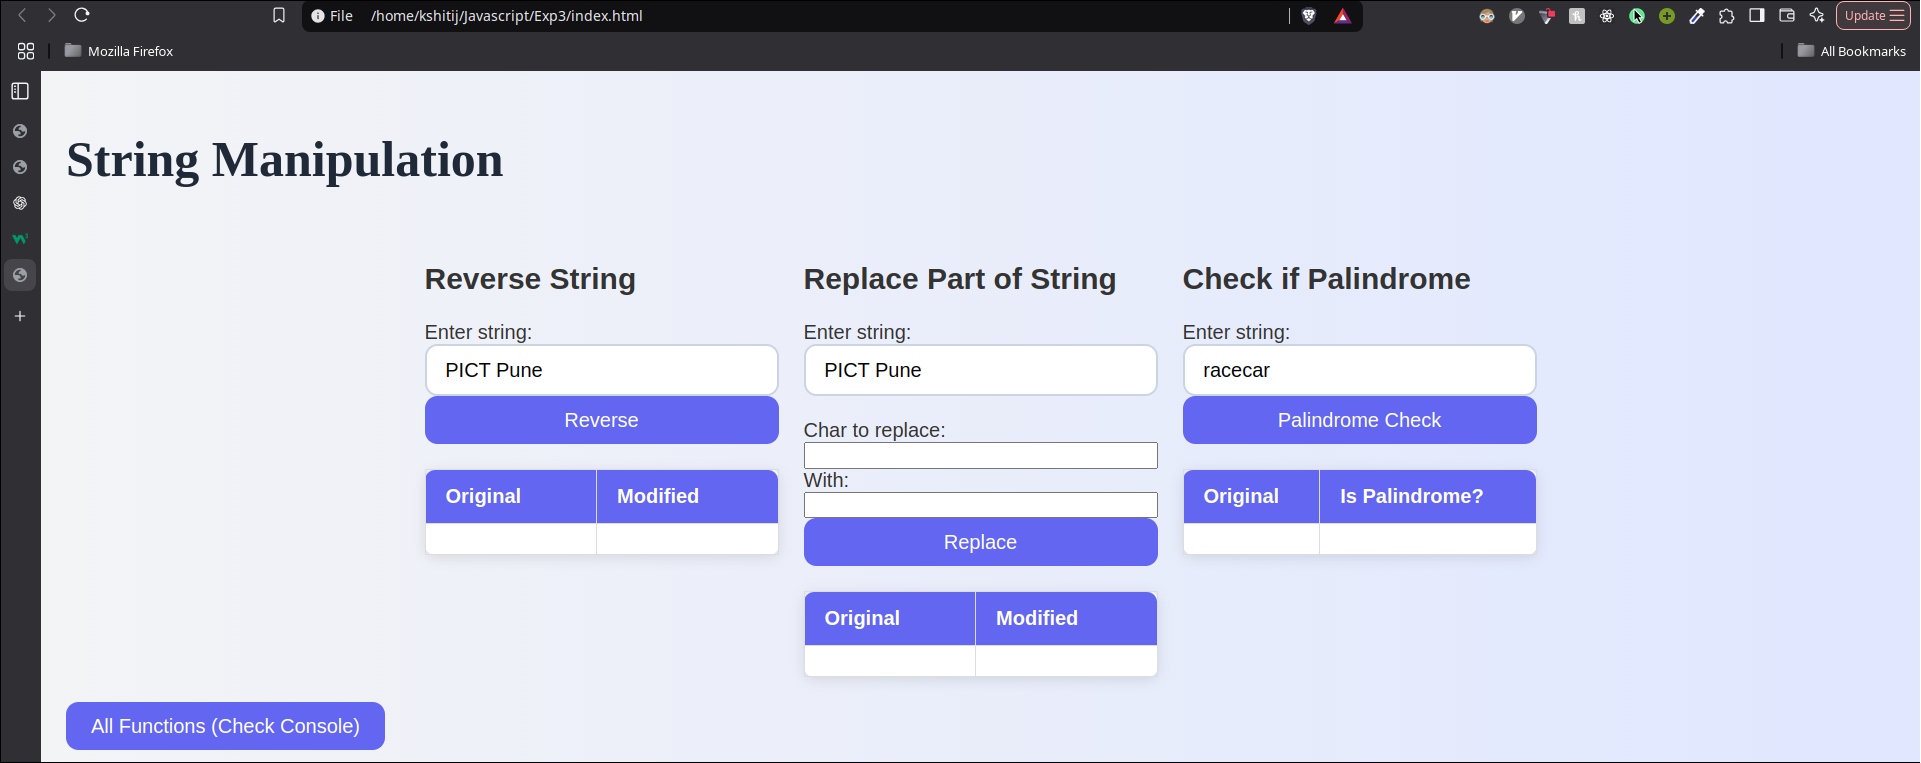 File /home/kshitij/Javascript/Exp3/index.html
Update
Mozilla Firefox
All Bookmarks
String Manipulation
Reverse String
Enter string:
PICT Pune
Reverse
Original Modified
Replace Part of String
Enter string:
PICT Pune
Char to replace:
With:
Replace
Original Modified
Check if Palindrome
Enter string:
racecar
Palindrome Check
Original Is Palindrome?
All Functions (Check Console)